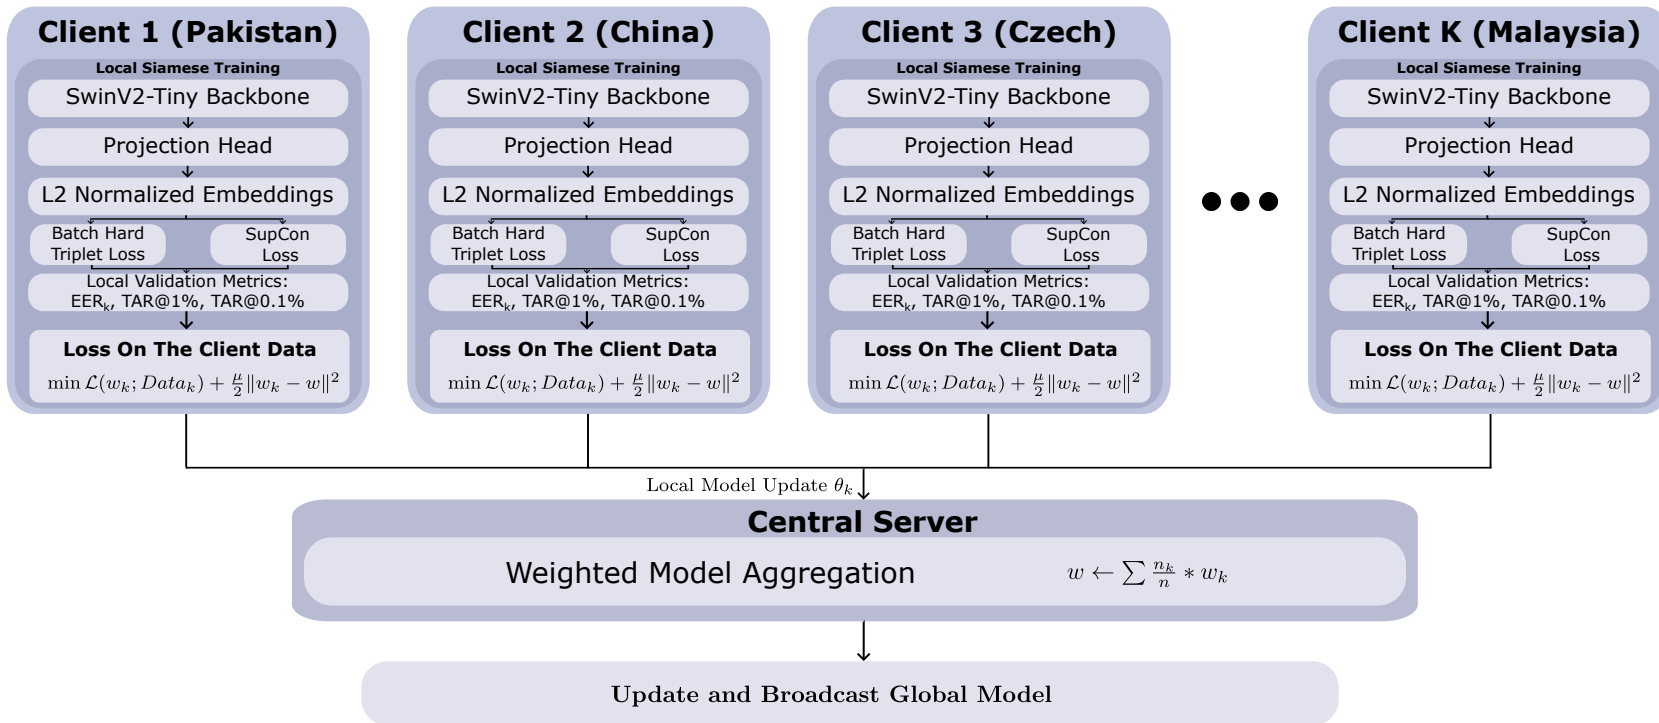 Client 1 (Pakistan)
Local Siamese Training
SwinV2-Tiny Backbone
Projection Head
L2 Normalized Embeddings
Batch Hard
Triplet Loss
SupCon
Loss
Local Validation Metrics:
EERₖ, TAR@1%, TAR@0.1%
Loss On The Client Data
min ℒ(wₖ; Dataₖ) + μ/2 ‖wₖ − w‖²
Client 2 (China)
Local Siamese Training
SwinV2-Tiny Backbone
Projection Head
L2 Normalized Embeddings
Batch Hard
Triplet Loss
SupCon
Loss
Local Validation Metrics:
EERₖ, TAR@1%, TAR@0.1%
Loss On The Client Data
min ℒ(wₖ; Dataₖ) + μ/2 ‖wₖ − w‖²
Client 3 (Czech)
Local Siamese Training
SwinV2-Tiny Backbone
Projection Head
L2 Normalized Embeddings
Batch Hard
Triplet Loss
SupCon
Loss
Local Validation Metrics:
EERₖ, TAR@1%, TAR@0.1%
Loss On The Client Data
min ℒ(wₖ; Dataₖ) + μ/2 ‖wₖ − w‖²
Client K (Malaysia)
Local Siamese Training
SwinV2-Tiny Backbone
Projection Head
L2 Normalized Embeddings
Batch Hard
Triplet Loss
SupCon
Loss
Local Validation Metrics:
EERₖ, TAR@1%, TAR@0.1%
Loss On The Client Data
min ℒ(wₖ; Dataₖ) + μ/2 ‖wₖ − w‖²
Local Model Update θₖ
Central Server
Weighted Model Aggregation w ← ∑ nₖ/n * wₖ
Update and Broadcast Global Model